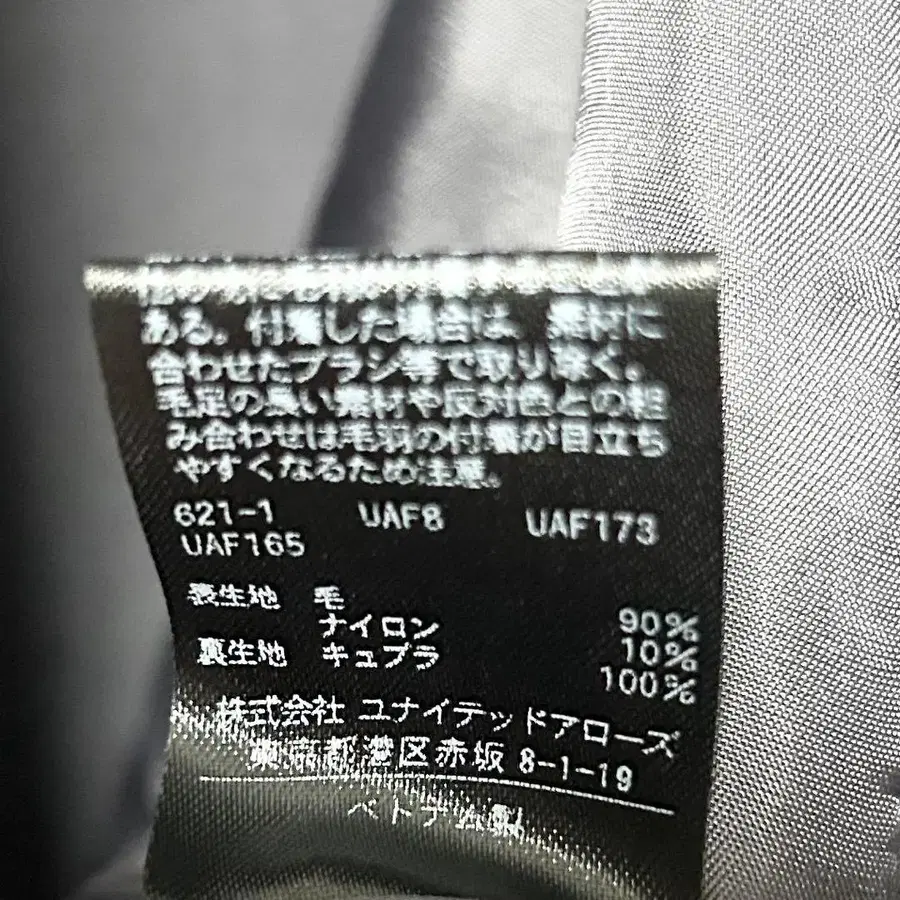 ある。付着した場合は、素材に
合わせたブラシ等で取り除く。
毛足の長い素材や反対色との組
み合わせは毛羽の付着が目立ち
やすくなるため注意。
621-1 UAF8 UAF173
UAF165
表生地 毛 90%
ナイロン 10%
裏生地 キュプラ 100%
株式会社 ユナイテッドアローズ
東京都港区赤坂 8-1-19
ベトナム製